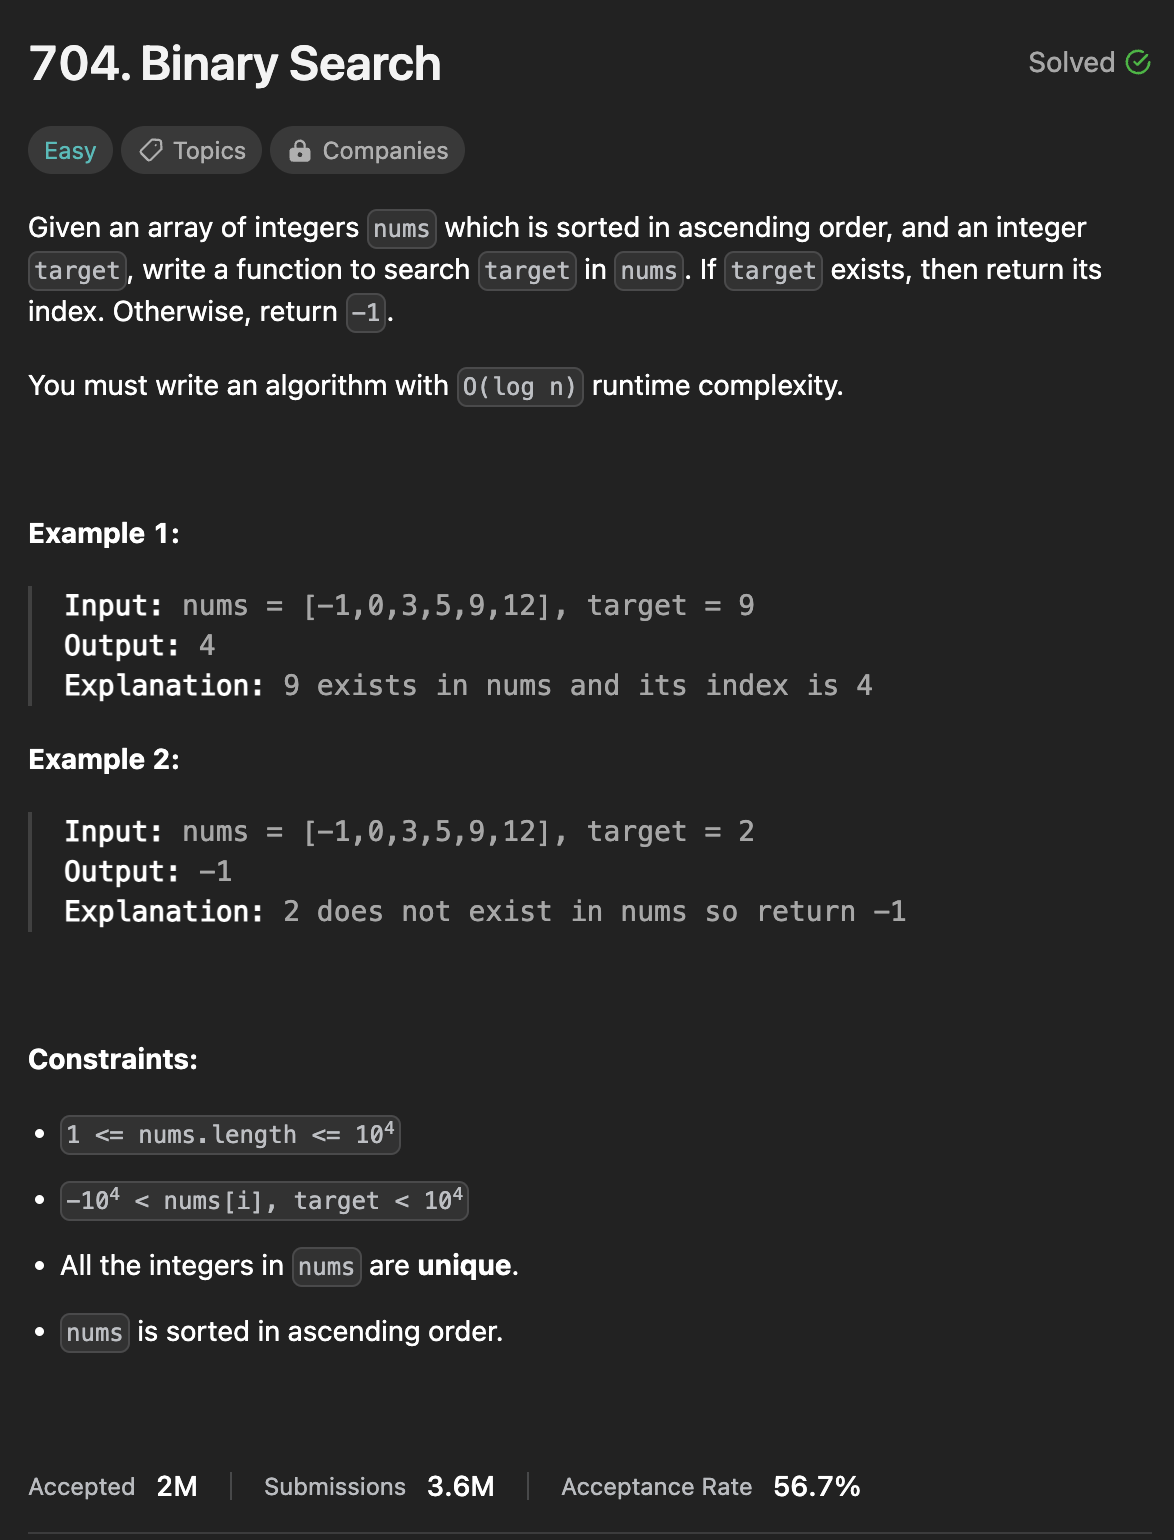 704. Binary Search
Solved
Easy
Topics
Companies
Given an array of integers nums which is sorted in ascending order, and an integer
target, write a function to search target in nums. If target exists, then return its
index. Otherwise, return -1.
You must write an algorithm with O(log n) runtime complexity.
Example 1:
Input: nums = [-1,0,3,5,9,12], target = 9
Output: 4
Explanation: 9 exists in nums and its index is 4
Example 2:
Input: nums = [-1,0,3,5,9,12], target = 2
Output: -1
Explanation: 2 does not exist in nums so return -1
Constraints:
• 1 <= nums.length <= 10⁴
• -10⁴ < nums[i], target < 10⁴
• All the integers in nums are unique.
• nums is sorted in ascending order.
Accepted 2M | Submissions 3.6M | Acceptance Rate 56.7%